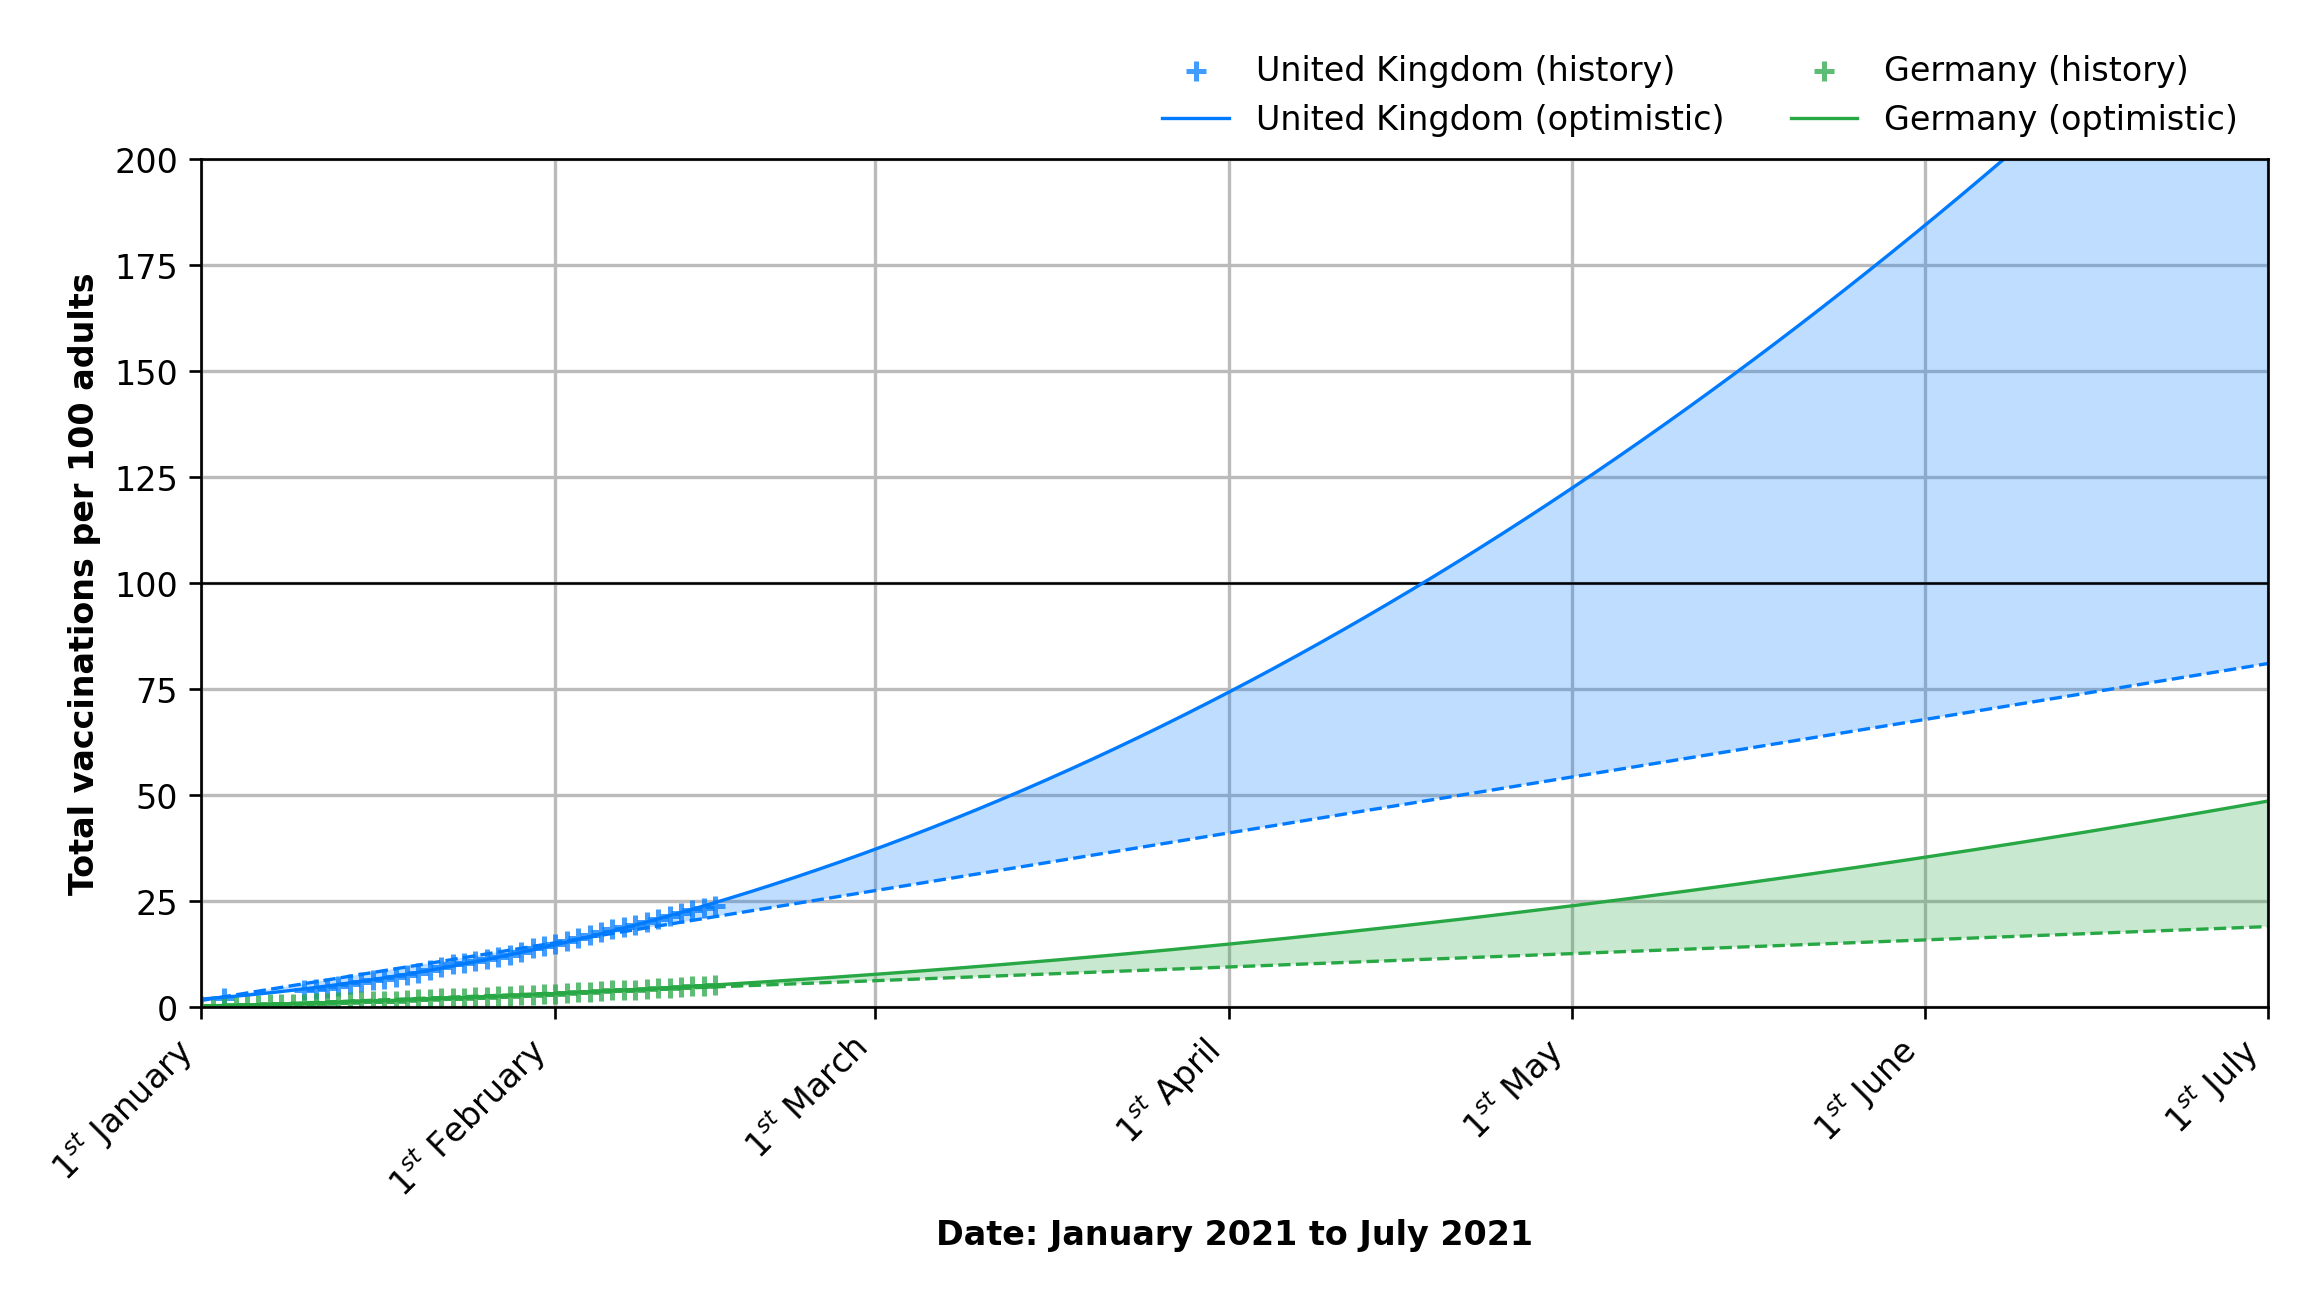 United Kingdom (history)
Germany (history)
United Kingdom (optimistic)
Germany (optimistic)
200
175
150
125
100
75
50
25
0
Total vaccinations per 100 adults
1st January
1st February
1st March
1st April
1st May
1st June
1st July
Date: January 2021 to July 2021